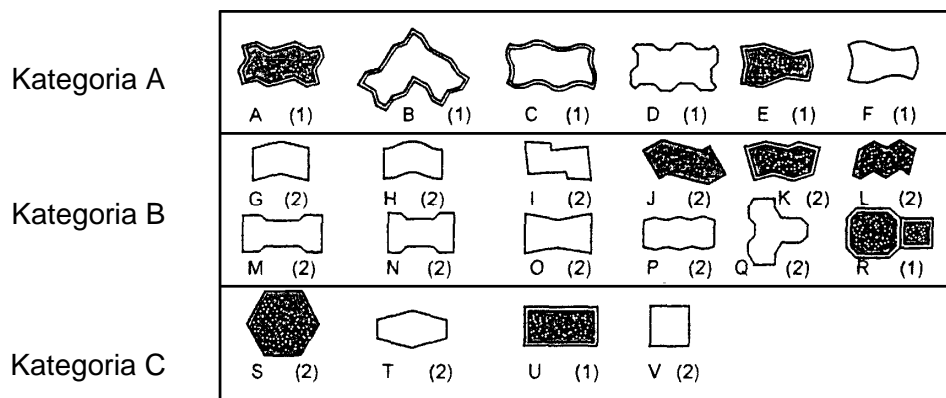 Kategoria A
A (1) B (1) C (1) D (1) E (1) F (1)
Kategoria B
G (2) H (2) I (2) J (2) K (2) L (2)
M (2) N (2) O (2) P (2) Q (2) R (1)
Kategoria C
S (2) T (2) U (1) V (2)